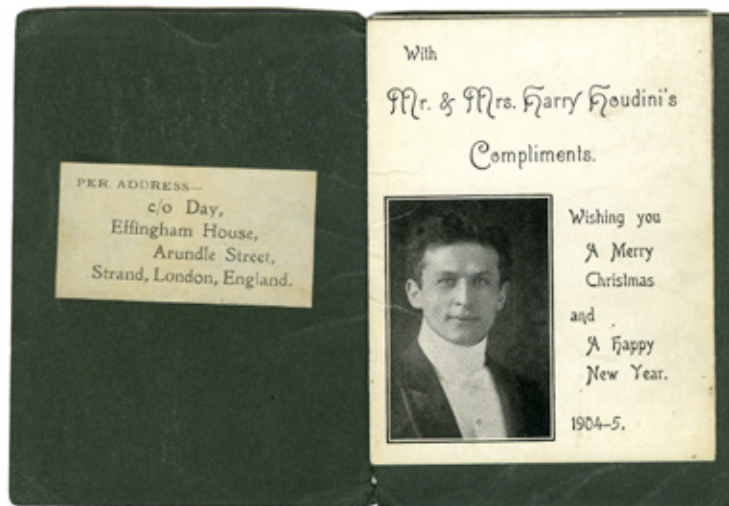 PER. ADDRESS—
c/o Day,
Effingham House,
Arundle Street,
Strand, London, England.
With
Mr. & Mrs. Harry Houdini's
Compliments.
Wishing you
A Merry
Christmas
and
A Happy
New Year.
1904-5.